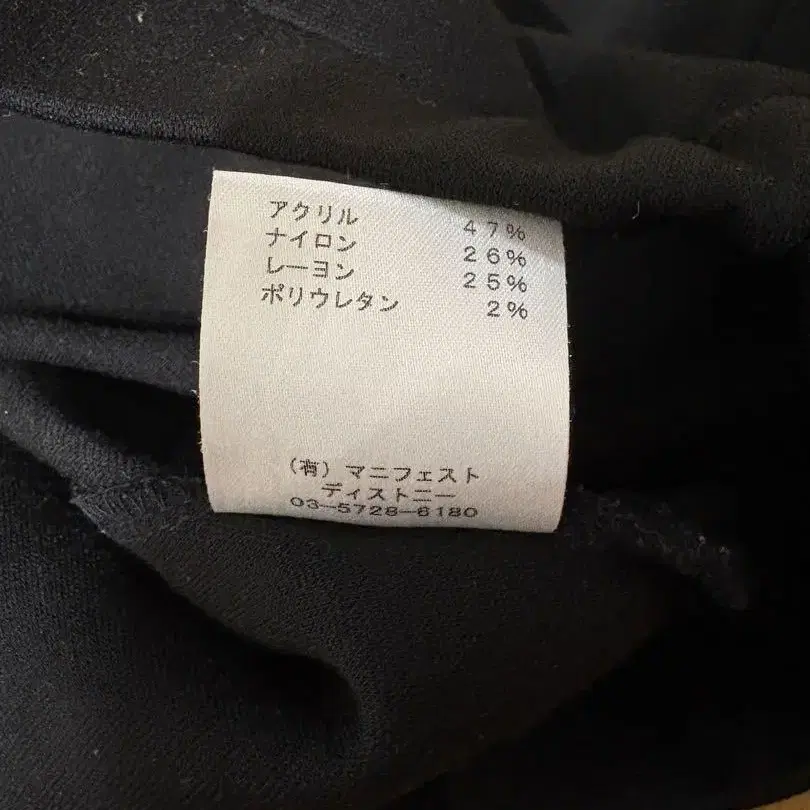 アクリル 47%
ナイロン 26%
レーヨン 25%
ポリウレタン 2%
(有)マニフェスト
ディストニー
03-5728-6180